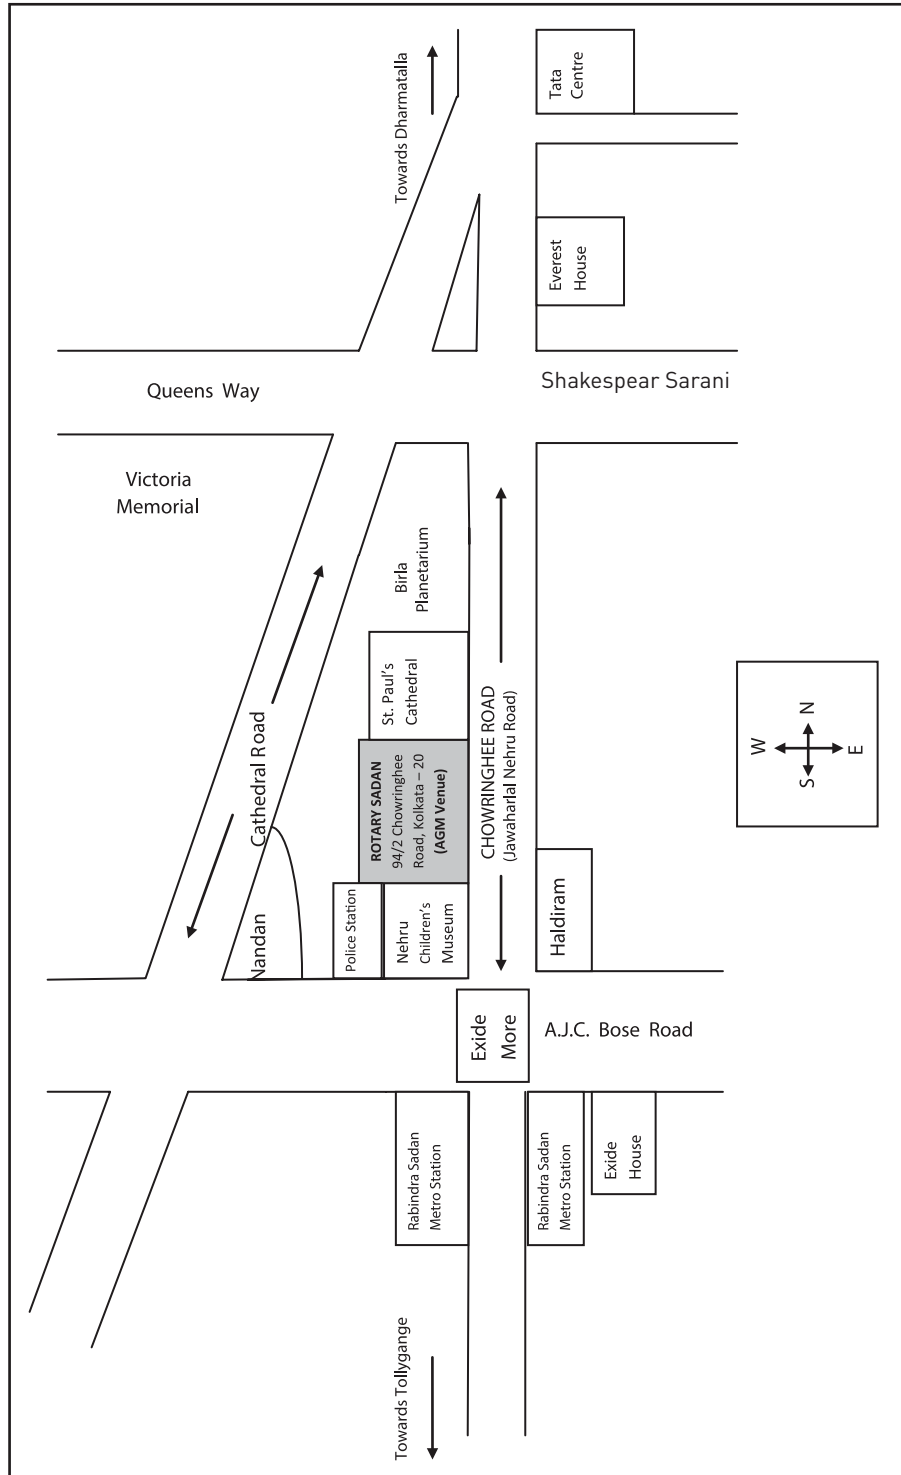 Towards Dharmatalla
Tata
Centre
Everest
House
Queens Way
Shakespear Sarani
Victoria
Memorial
Birla
Planetarium
St. Paul's
Cathedral
Cathedral Road
ROTARY SADAN
94/2 Chowringhee
Road, Kolkata – 20
(AGM Venue)
CHOWRINGHEE ROAD
(Jawaharlal Nehru Road)
N
W
E
S
Nandan
Police Station
Nehru
Children's
Museum
Haldiram
Exide
More
A.J.C. Bose Road
Rabindra Sadan
Metro Station
Rabindra Sadan
Metro Station
Exide
House
Towards Tollygange